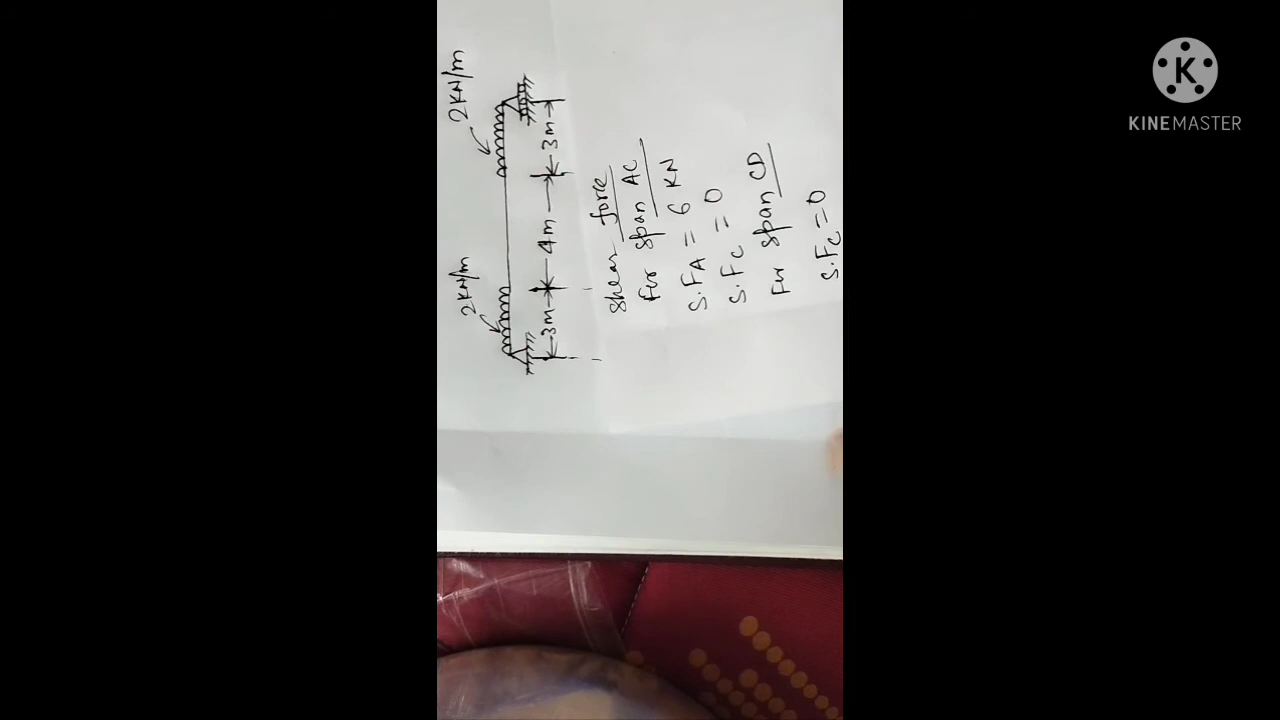 2KN/m
2KN/m
3m
4m
3m
Shear force
For span AC
S.FA = 6 KN
S.FC = 0
For span CD
S.FC = 0
KINEMASTER